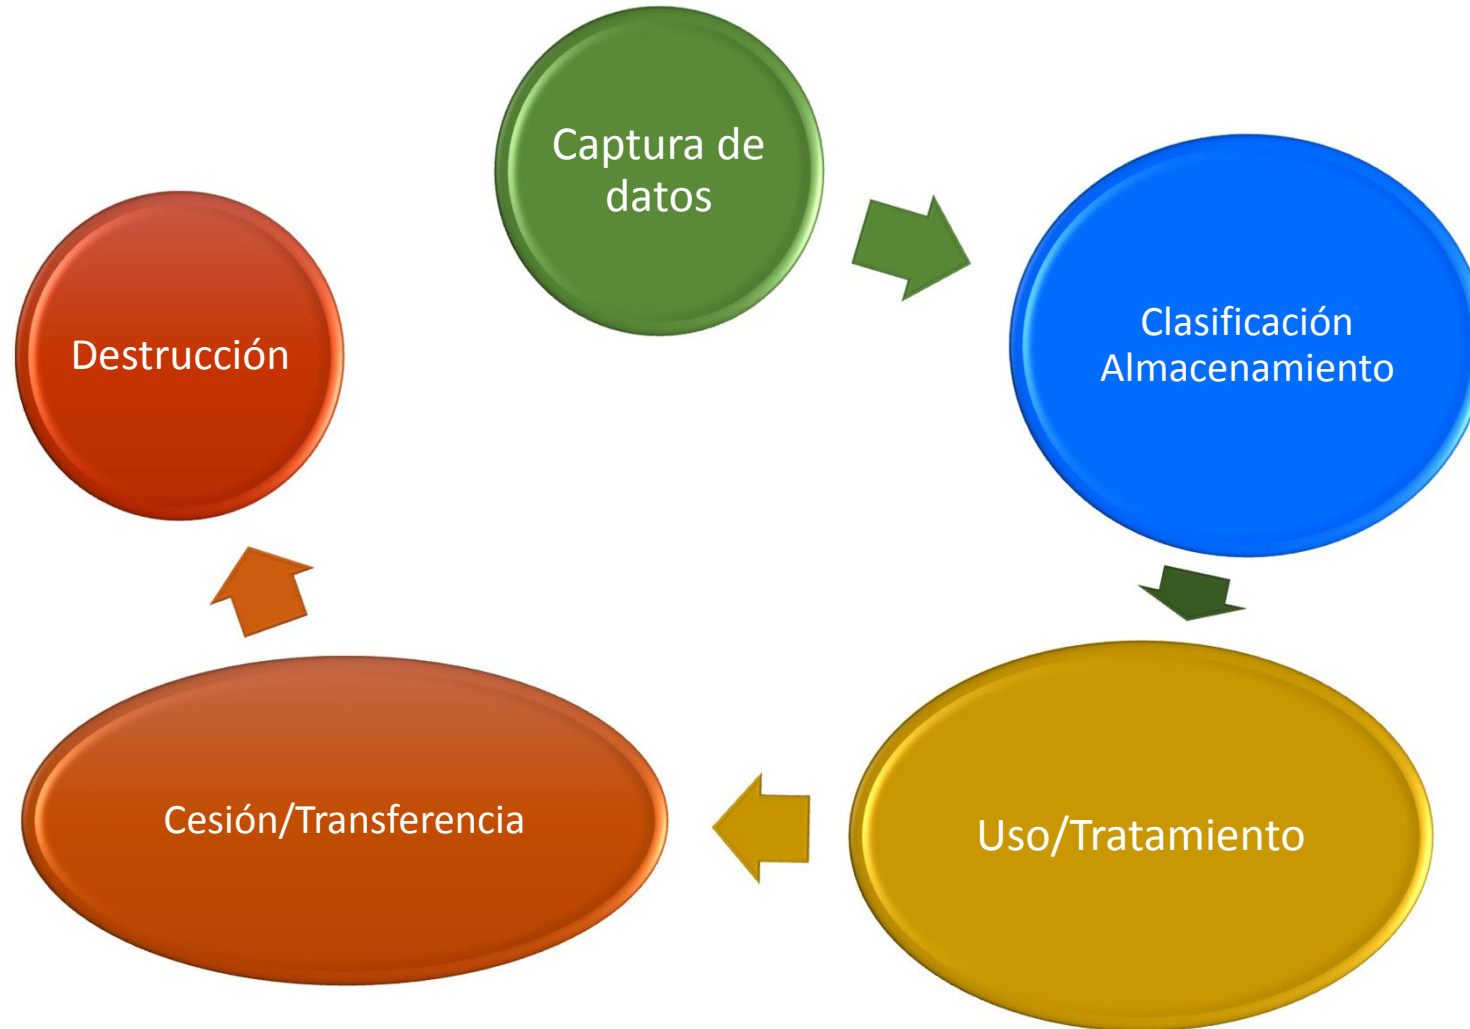 Captura de
datos
Clasificación
Almacenamiento
Uso/Tratamiento
Cesión/Transferencia
Destrucción